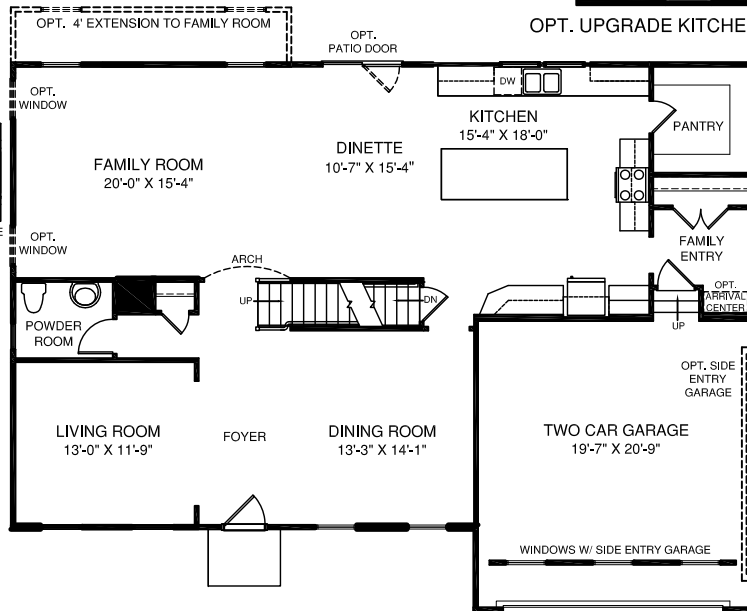 OPT. 4' EXTENSION TO FAMILY ROOM
OPT. UPGRADE KITCHE
OPT.
PATIO DOOR
OPT.
WINDOW
DW
KITCHEN
15'-4" X 18'-0"
PANTRY
DINETTE
10'-7" X 15'-4"
FAMILY ROOM
20'-0" X 15'-4"
OPT.
WINDOW
ARCH
FAMILY
ENTRY
UP
DN
OPT.
ARRIVAL
CENTER
UP
POWDER
ROOM
OPT. SIDE
ENTRY
GARAGE
LIVING ROOM
13'-0" X 11'-9"
FOYER
DINING ROOM
13'-3" X 14'-1"
TWO CAR GARAGE
19'-7" X 20'-9"
WINDOWS W/ SIDE ENTRY GARAGE